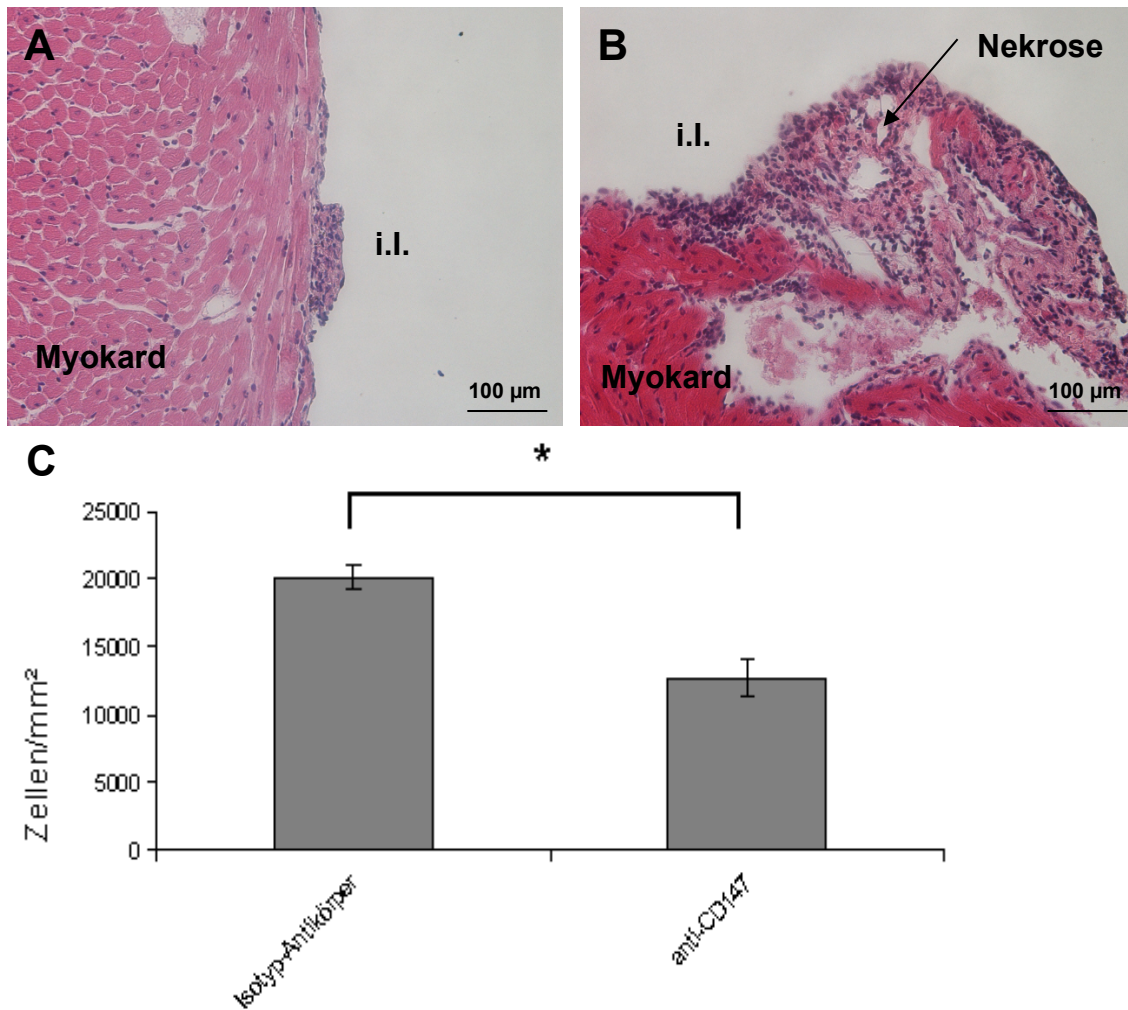 A
i.l.
Myokard
100 µm
B
Nekrose
i.l.
Myokard
100 µm
C
*
25000
20000
15000
10000
5000
0
Zellen/mm²
Isotyp-Antikörper
anti-CD147